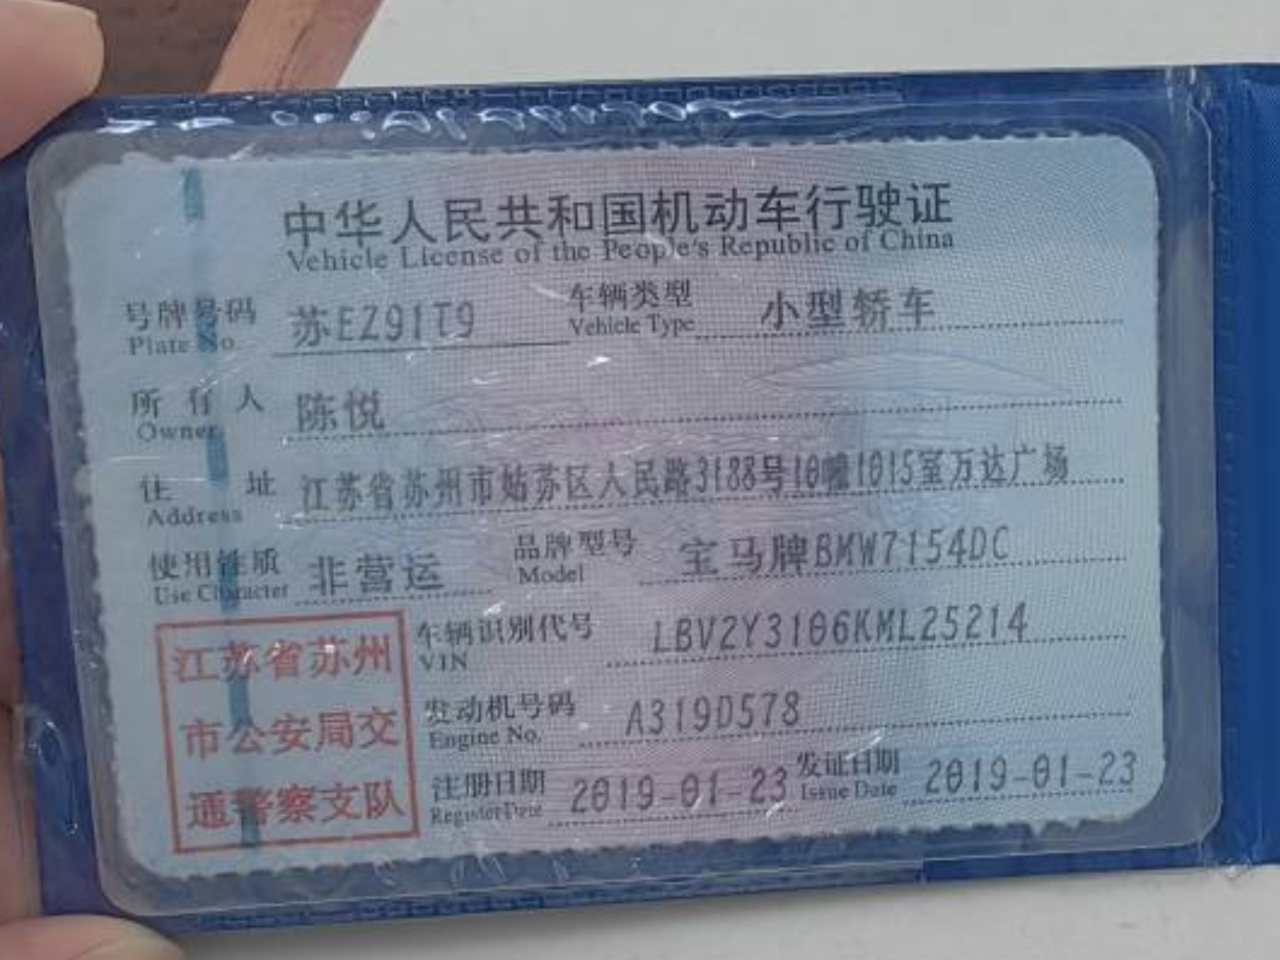 中华人民共和国机动车行驶证
Vehicle License of the People's Republic of China
号牌号码 苏EZ91T9 车辆类型 小型轿车
Plate No. Vehicle Type
所有人 陈悦
Owner
住址 江苏省苏州市姑苏区人民路3188号10幢1015室万达广场
Address
使用性质 非营运 品牌型号 宝马牌BMW7154DC
Use Character Model
江苏省苏州
市公安局交
通警察支队
车辆识别代号 LBV2Y3106KML25214
VIN
发动机号码 A319D578
Engine No.
注册日期 2019-01-23 发证日期 2019-01-23
Register Date Issue Date